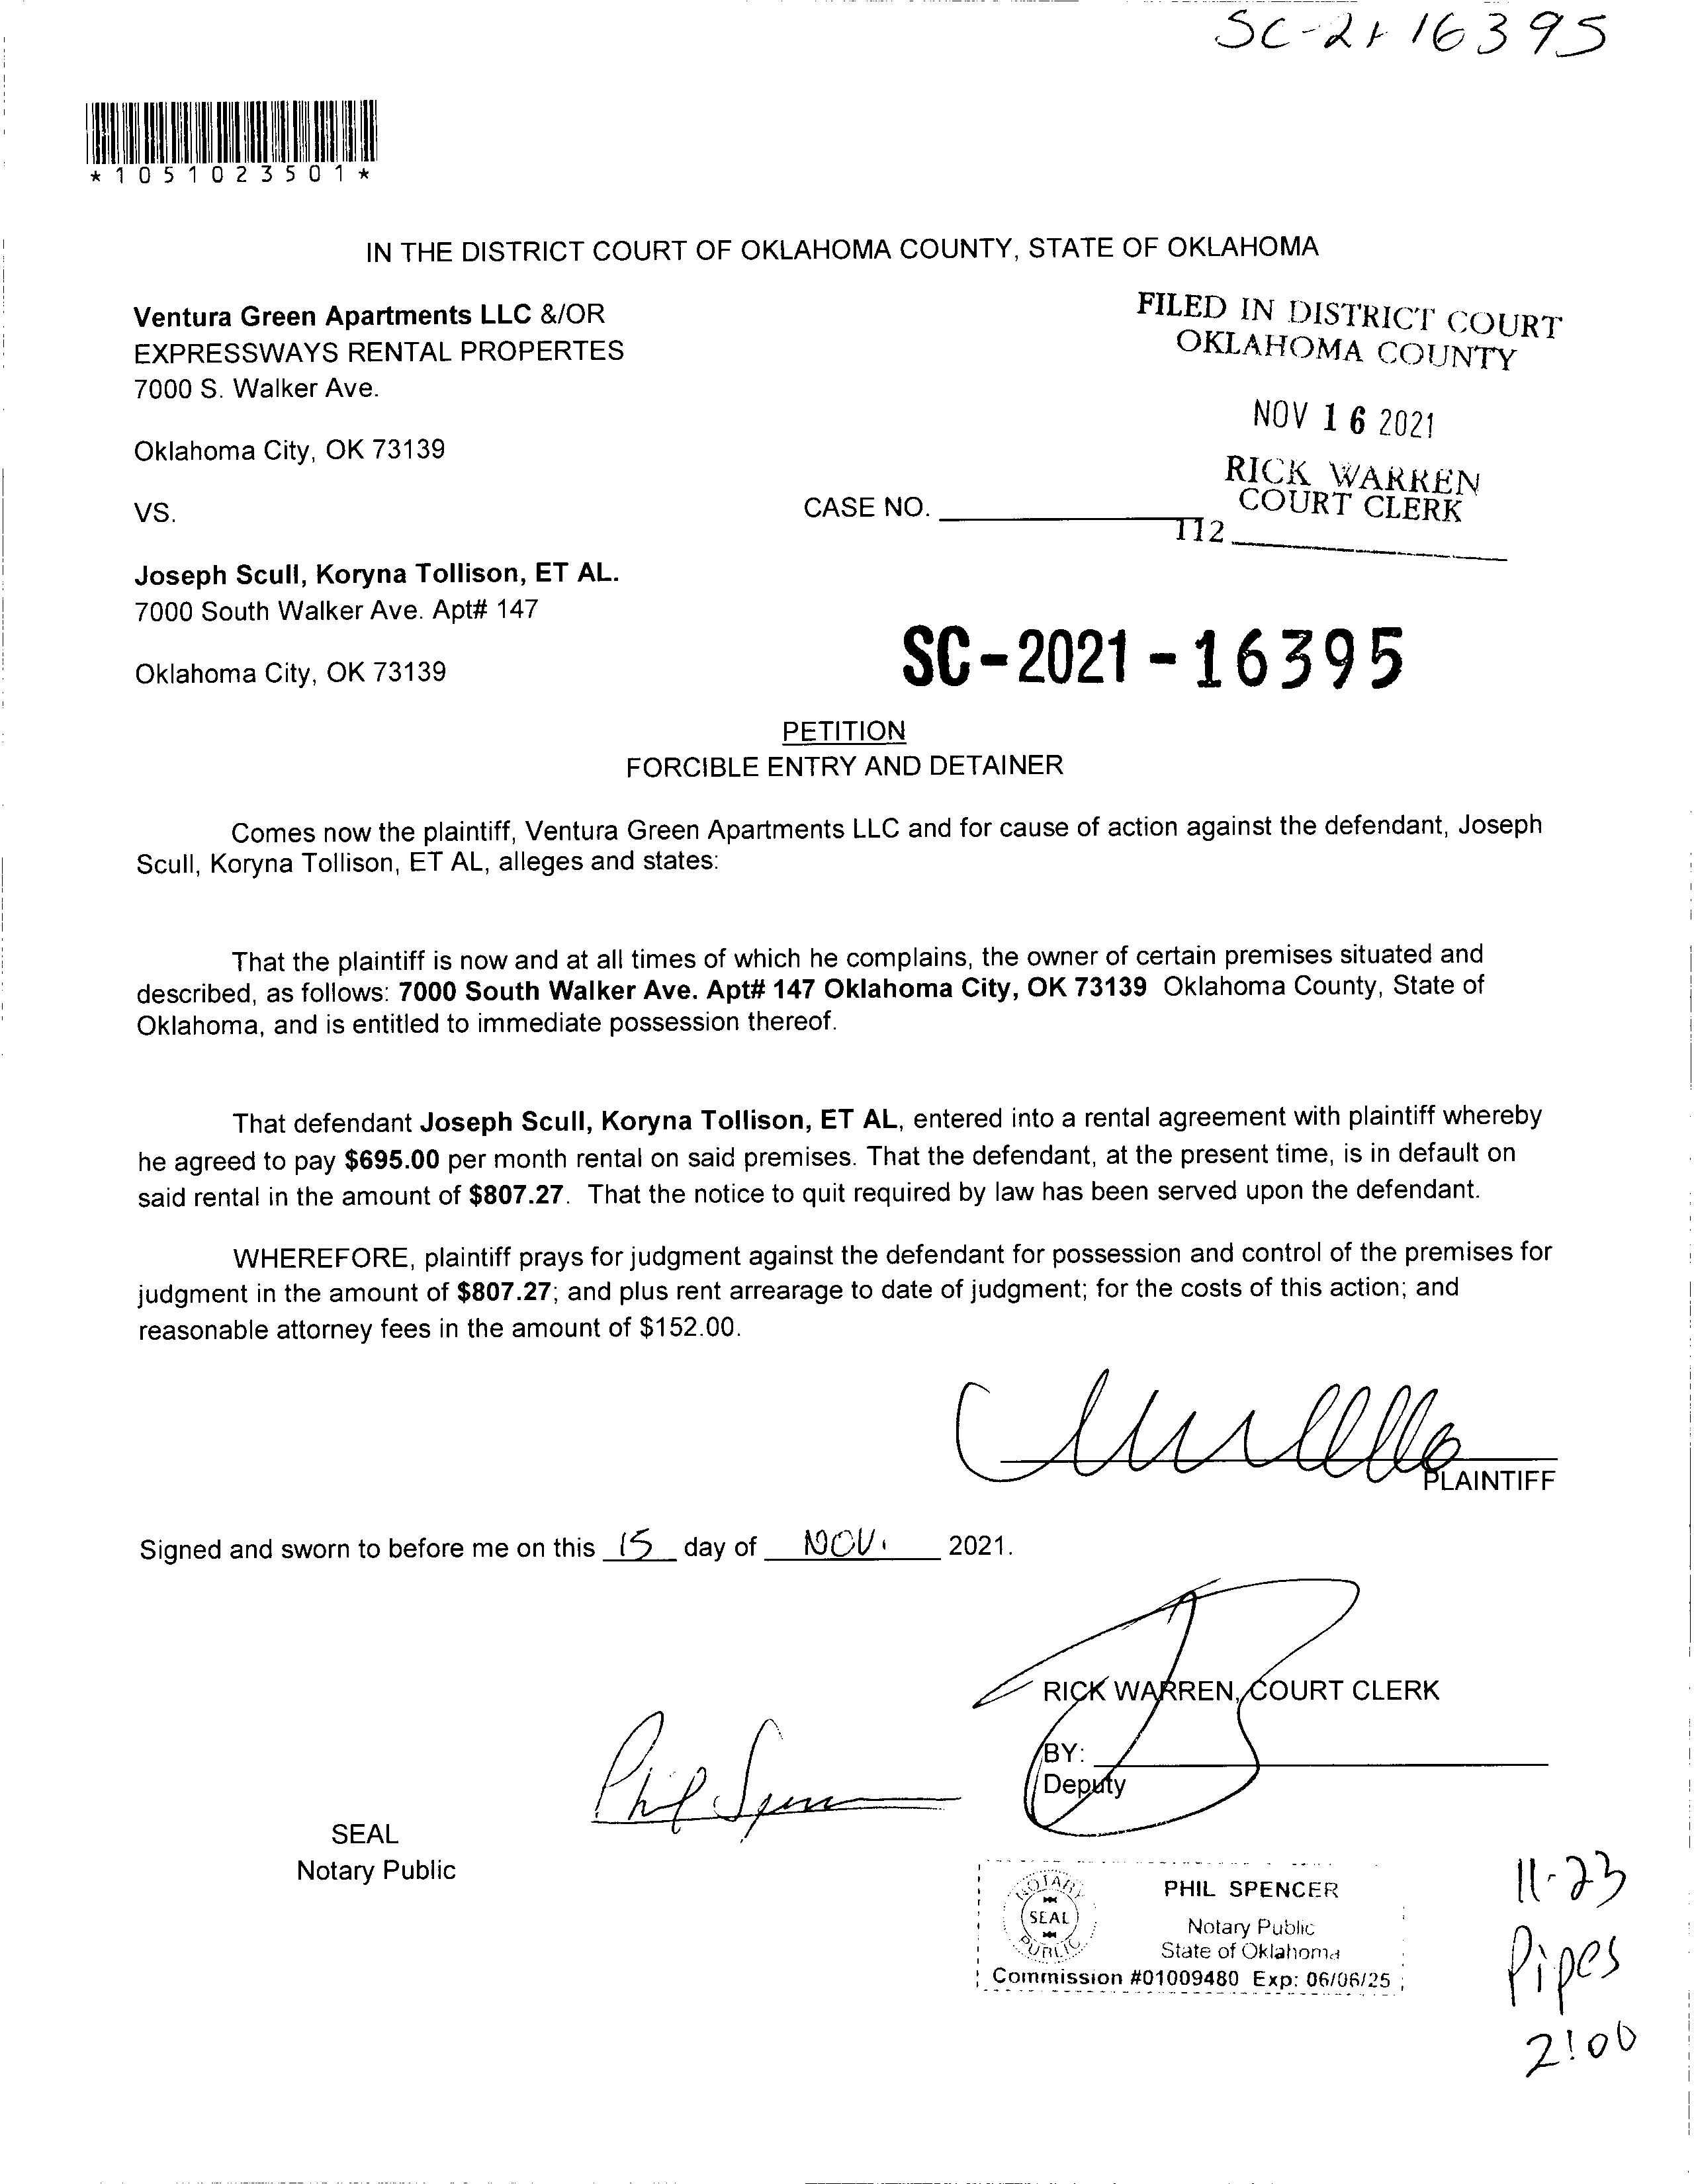 SC-21 16395
*1051023501*
IN THE DISTRICT COURT OF OKLAHOMA COUNTY, STATE OF OKLAHOMA
Ventura Green Apartments LLC &/OR
EXPRESSWAYS RENTAL PROPERTES
7000 S. Walker Ave.
Oklahoma City, OK 73139
FILED IN DISTRICT COURT
OKLAHOMA COUNTY
NOV 16 2021
RICK WARREN
COURT CLERK
112
VS.
CASE NO.
Joseph Scull, Koryna Tollison, ET AL.
7000 South Walker Ave. Apt# 147
Oklahoma City, OK 73139
SC-2021-16395
PETITION
FORCIBLE ENTRY AND DETAINER
Comes now the plaintiff, Ventura Green Apartments LLC and for cause of action against the defendant, Joseph
Scull, Koryna Tollison, ET AL, alleges and states:
That the plaintiff is now and at all times of which he complains, the owner of certain premises situated and
described, as follows: 7000 South Walker Ave. Apt# 147 Oklahoma City, OK 73139 Oklahoma County, State of
Oklahoma, and is entitled to immediate possession thereof.
That defendant Joseph Scull, Koryna Tollison, ET AL, entered into a rental agreement with plaintiff whereby
he agreed to pay $695.00 per month rental on said premises. That the defendant, at the present time, is in default on
said rental in the amount of $807.27. That the notice to quit required by law has been served upon the defendant.
WHEREFORE, plaintiff prays for judgment against the defendant for possession and control of the premises for
judgment in the amount of $807.27; and plus rent arrearage to date of judgment; for the costs of this action; and
reasonable attorney fees in the amount of $152.00.
PLAINTIFF
Signed and sworn to before me on this 15 day of NOV. 2021.
RICK WARREN, COURT CLERK
BY:
Deputy
Phil Spencer
SEAL
Notary Public
NOTARY
SEAL
PUBLIC
PHIL SPENCER
Notary Public
State of Oklahoma
Commission #01009480 Exp: 06/06/25
11-23
Pipes
2:00